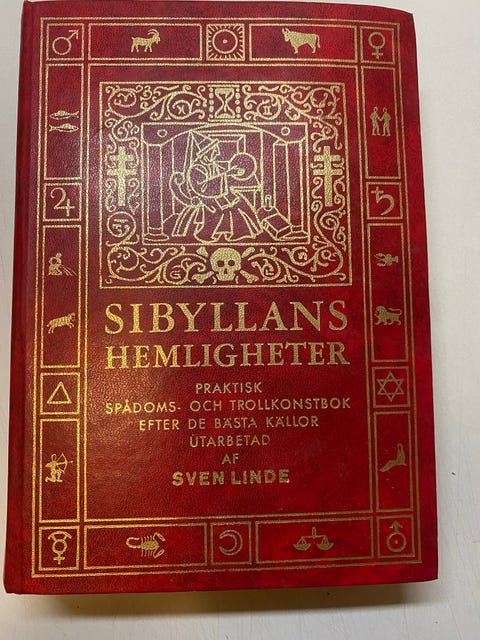 SIBYLLANS
HEMLIGHETER
PRAKTISK
SPÅDOMS- OCH TROLLKONSTBOK
EFTER DE BÄSTA KÄLLOR
UTARBETAD
AF
SVEN LINDE